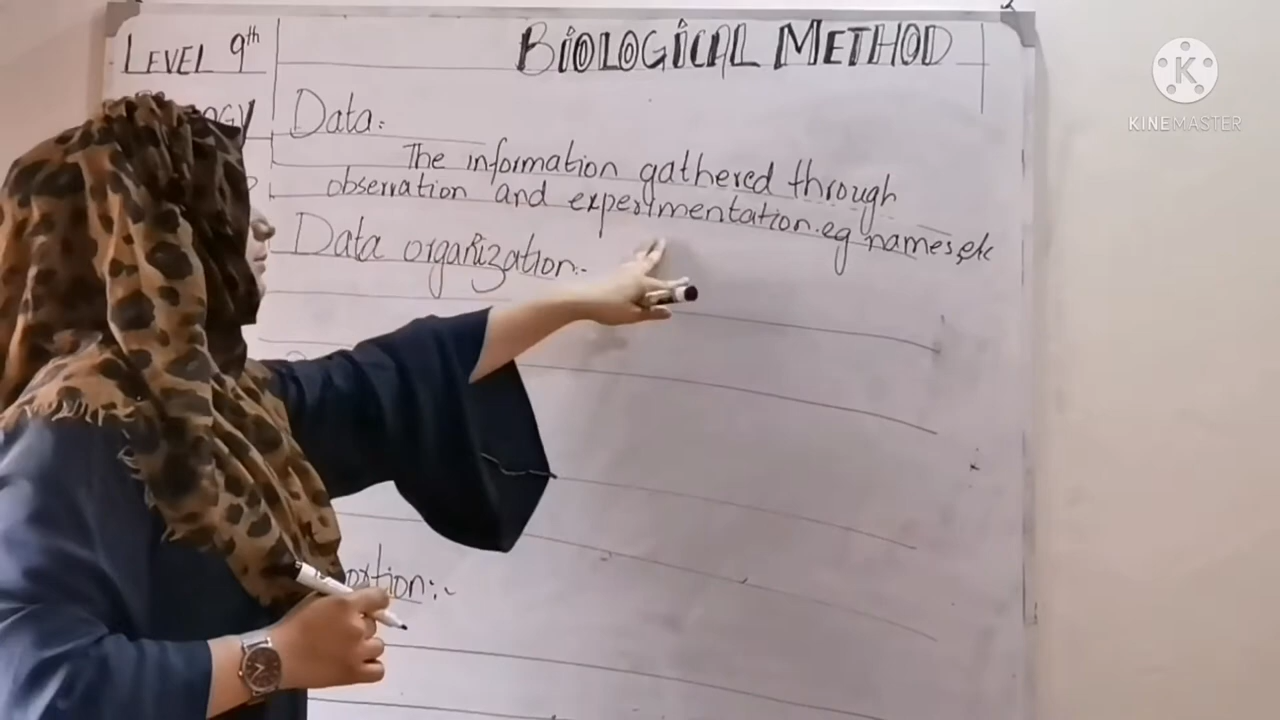 LEVEL 9th
BIOLOGICAL METHOD
Data:
The information gathered through
observation and experimentation. eg names, etc
Data organization:-
KINEMASTER